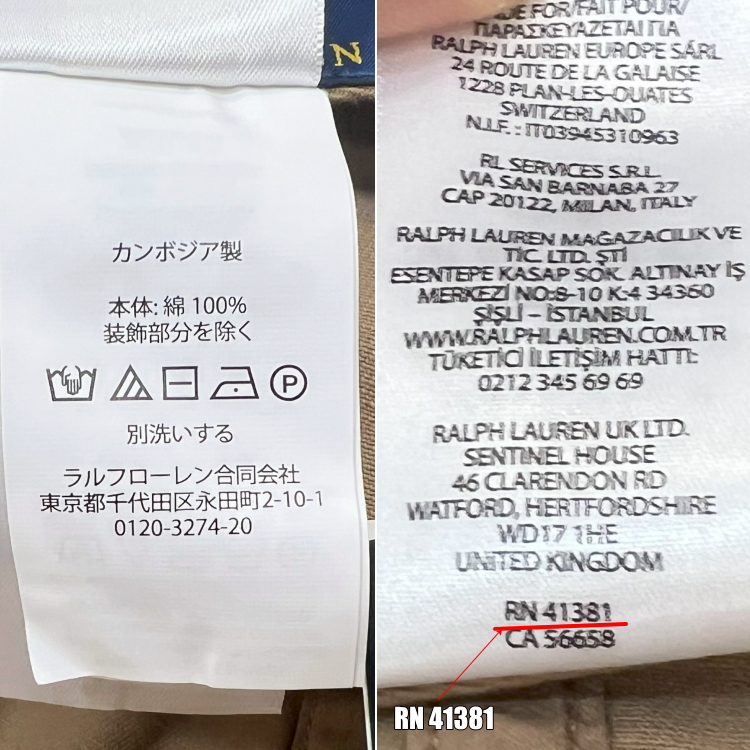 N
カンボジア製
本体: 綿 100%
装飾部分を除く
P
別洗いする
ラルフローレン合同会社
東京都千代田区永田町2-10-1
0120-3274-20
DE FOR/FAIT POUR/
ΠΑΡΑΣΚΕΥΑΖΕΤΑΙ ΓΙΑ
RALPH LAUREN EUROPE SÀRL
24 ROUTE DE LA GALAISE
1228 PLAN-LES-OUATES
SWITZERLAND
N.I.F. : IT03945310963
RL SERVICES S.R.L.
VIA SAN BARNABA 27
CAP 20122, MILAN, ITALY
RALPH LAUREN MAĞAZACILIK VE
TİC. LTD. ŞTİ
ESENTEPE KASAP SOK. ALTINAY İŞ
MERKEZİ NO:8-10 K:4 34360
ŞİŞLİ – İSTANBUL
WWW.RALPHLAUREN.COM.TR
TÜKETİCİ İLETİŞİM HATTI:
0212 345 69 69
RALPH LAUREN UK LTD.
SENTINEL HOUSE
46 CLARENDON RD
WATFORD, HERTFORDSHIRE
WD17 1HE
UNITED KINGDOM
RN 41381
CA 56658
RN 41381